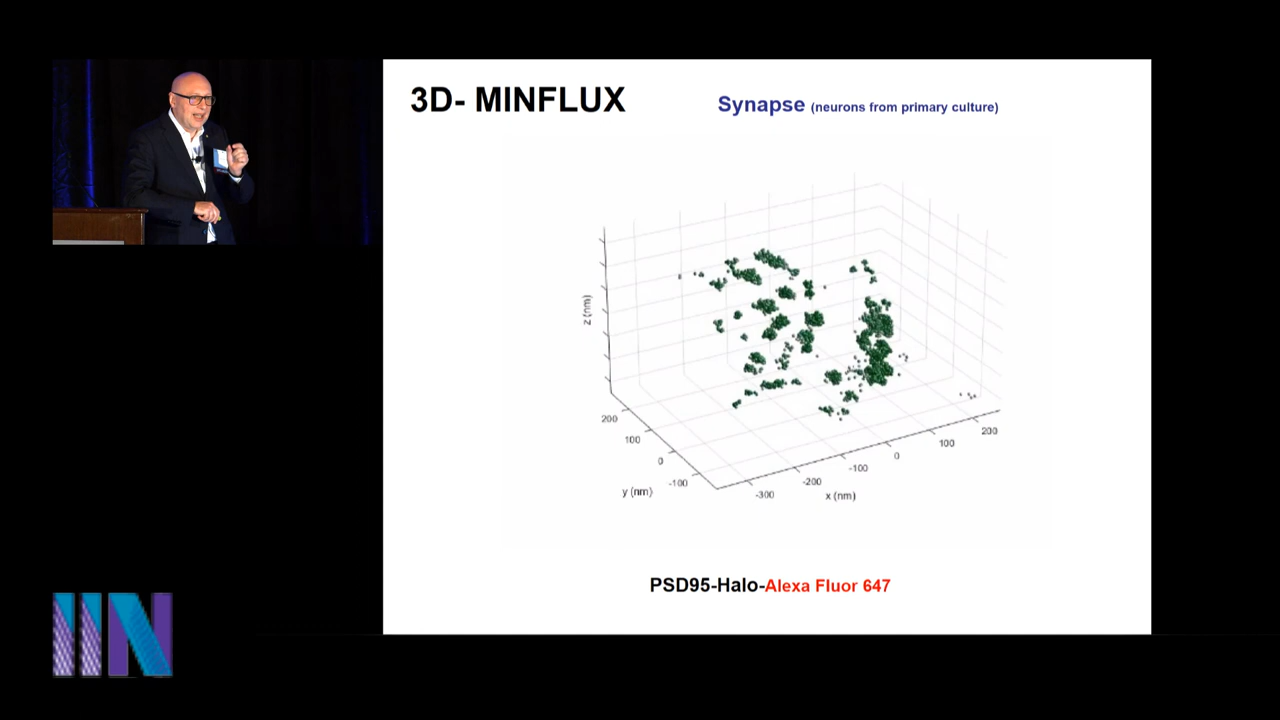 3D- MINFLUX
Synapse (neurons from primary culture)
z (nm)
200
100
0
-100
y (nm)
-300
-200
-100
0
100
200
x (nm)
PSD95-Halo-Alexa Fluor 647
IIN